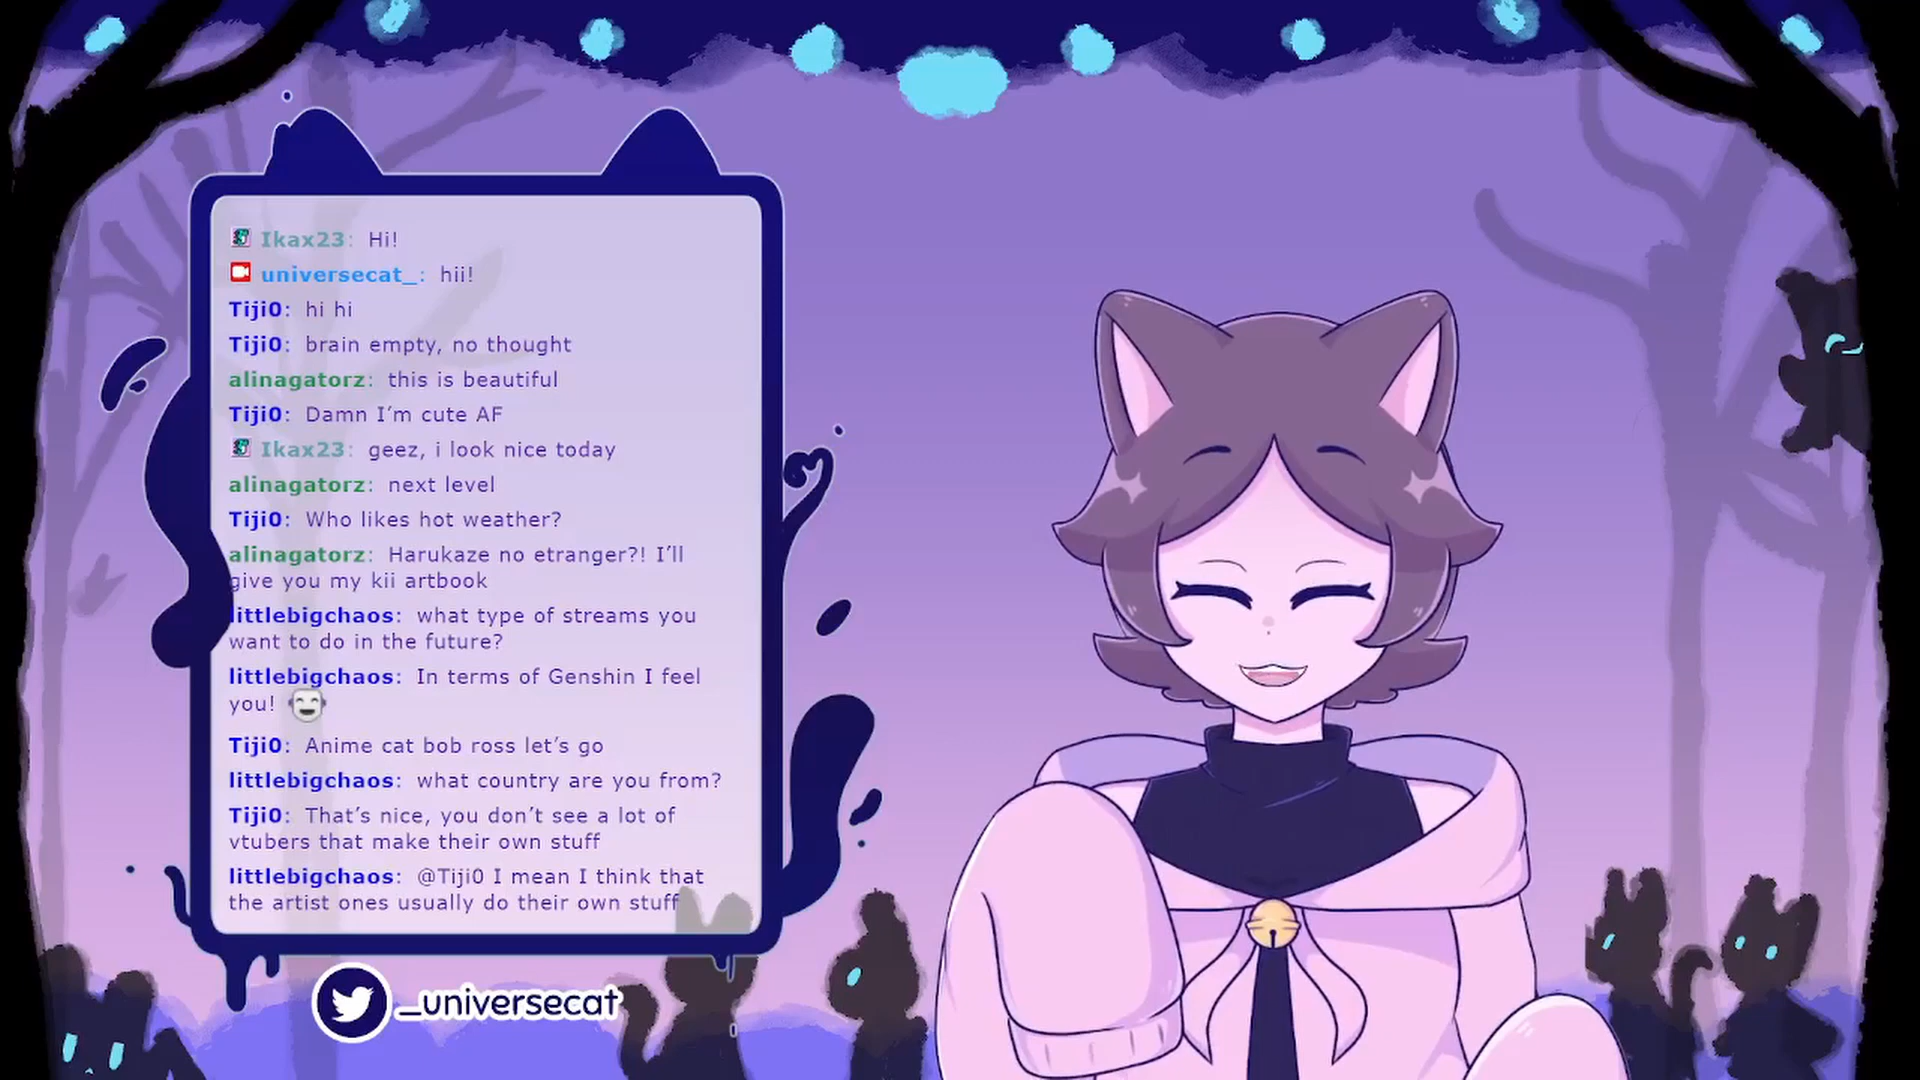 Ikax23: Hi!
universecat_: hii!
Tiji0: hi hi
Tiji0: brain empty, no thought
alinagatorz: this is beautiful
Tiji0: Damn I’m cute AF
Ikax23: geez, i look nice today
alinagatorz: next level
Tiji0: Who likes hot weather?
alinagatorz: Harukaze no etranger?! I’ll
give you my kii artbook
littlebigchaos: what type of streams you
want to do in the future?
littlebigchaos: In terms of Genshin I feel
you!
Tiji0: Anime cat bob ross let’s go
littlebigchaos: what country are you from?
Tiji0: That’s nice, you don’t see a lot of
vtubers that make their own stuff
littlebigchaos: @Tiji0 I mean I think that
the artist ones usually do their own stuff
_universecat